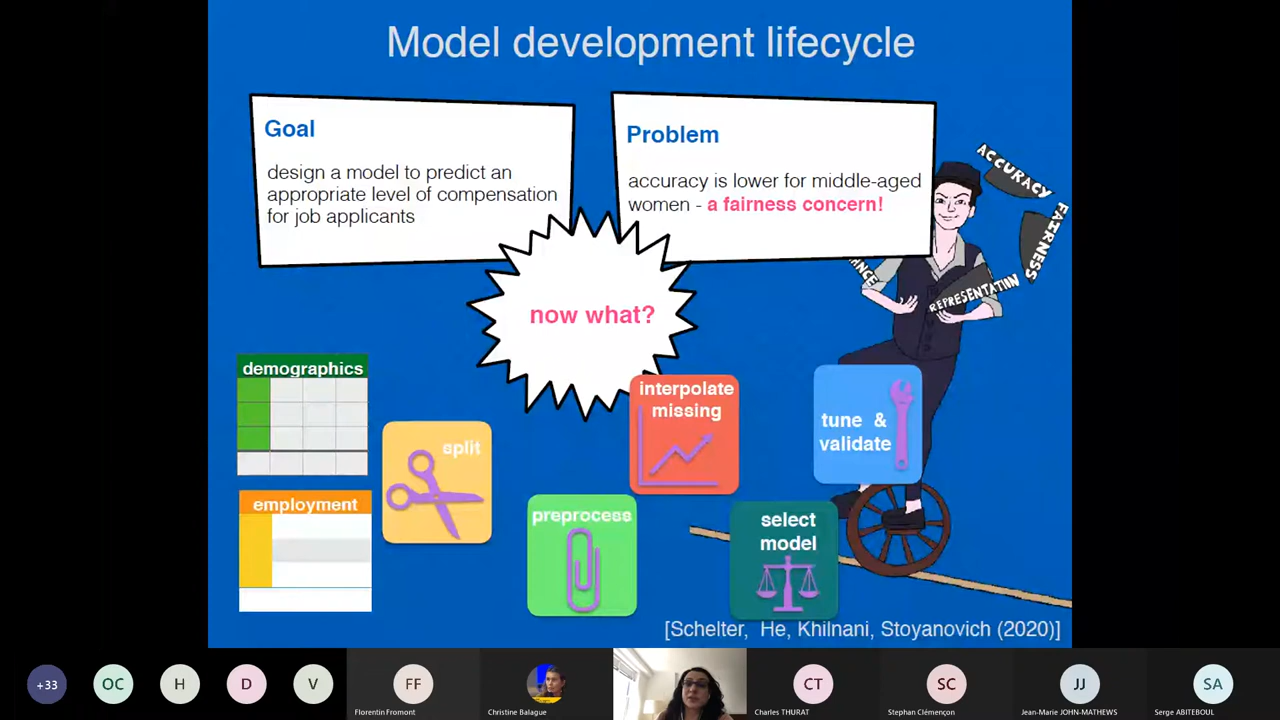 Model development lifecycle
Goal
design a model to predict an
appropriate level of compensation
for job applicants
Problem
accuracy is lower for middle-aged
women - a fairness concern!
ACCURACY
FAIRNESS
REPRESENTATION
now what?
demographics
employment
split
preprocess
interpolate
missing
select
model
tune &
validate
[Schelter, He, Khilnani, Stoyanovich (2020)]
+33
OC
H
D
V
FF
Florentin Fromont
Christine Balague
CT
Charles THURAT
SC
Stephan Clémençon
JJ
Jean-Marie JOHN-MATHEWS
SA
Serge ABITEBOUL